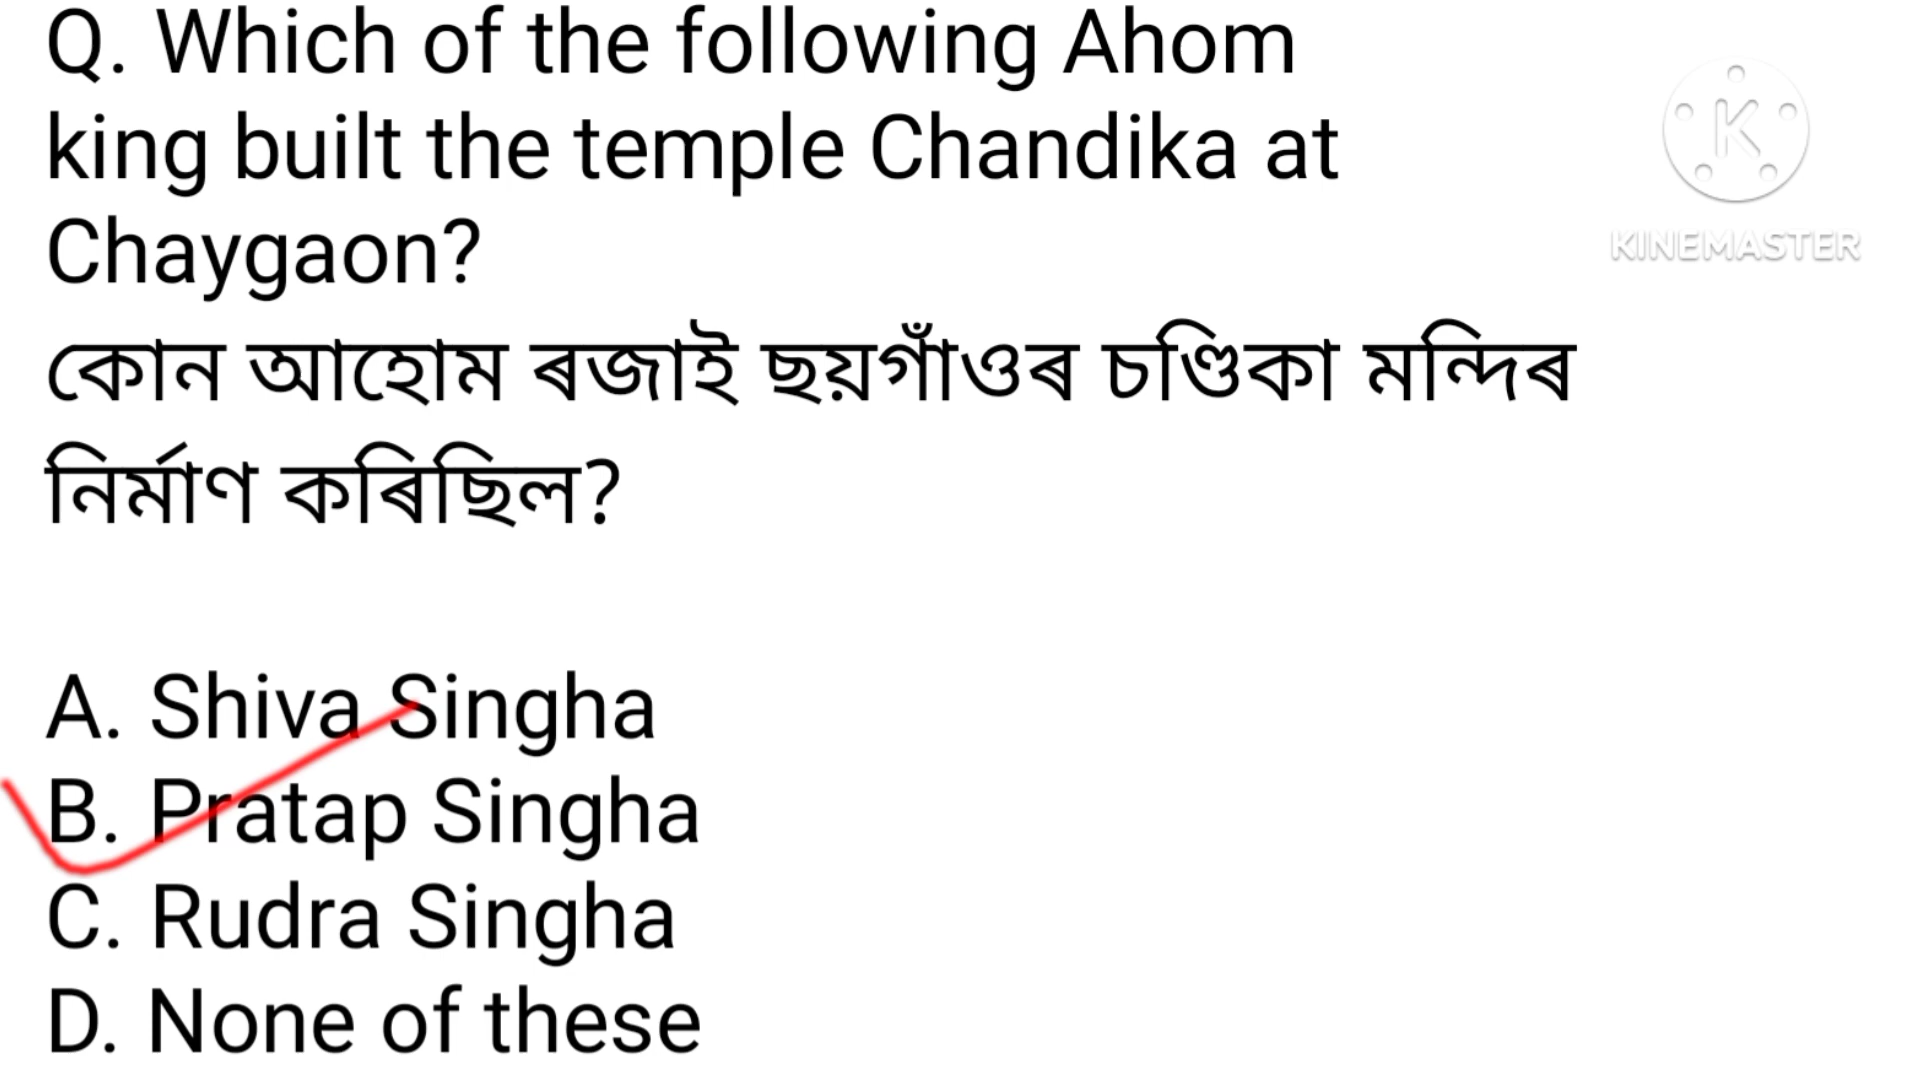 Q. Which of the following Ahom
king built the temple Chandika at
Chaygaon?
কোন আহোম ৰজাই ছয়গাঁওৰ চণ্ডিকা মন্দিৰ
নিৰ্মাণ কৰিছিল?
A. Shiva Singha
B. Pratap Singha
C. Rudra Singha
D. None of these
K
KINEMASTER